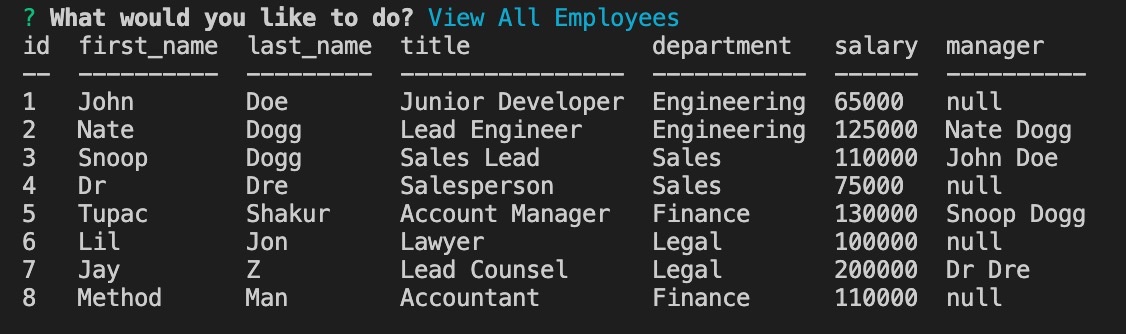 ? What would you like to do? View All Employees
id  first_name  last_name  title             department   salary  manager
--  ----------  ---------  ----------------  -----------  ------  ----------
1   John        Doe        Junior Developer  Engineering  65000   null
2   Nate        Dogg       Lead Engineer     Engineering  125000  Nate Dogg
3   Snoop       Dogg       Sales Lead        Sales        110000  John Doe
4   Dr          Dre        Salesperson       Sales        75000   null
5   Tupac       Shakur     Account Manager   Finance      130000  Snoop Dogg
6   Lil         Jon        Lawyer            Legal        100000  null
7   Jay         Z          Lead Counsel      Legal        200000  Dr Dre
8   Method      Man        Accountant        Finance      110000  null